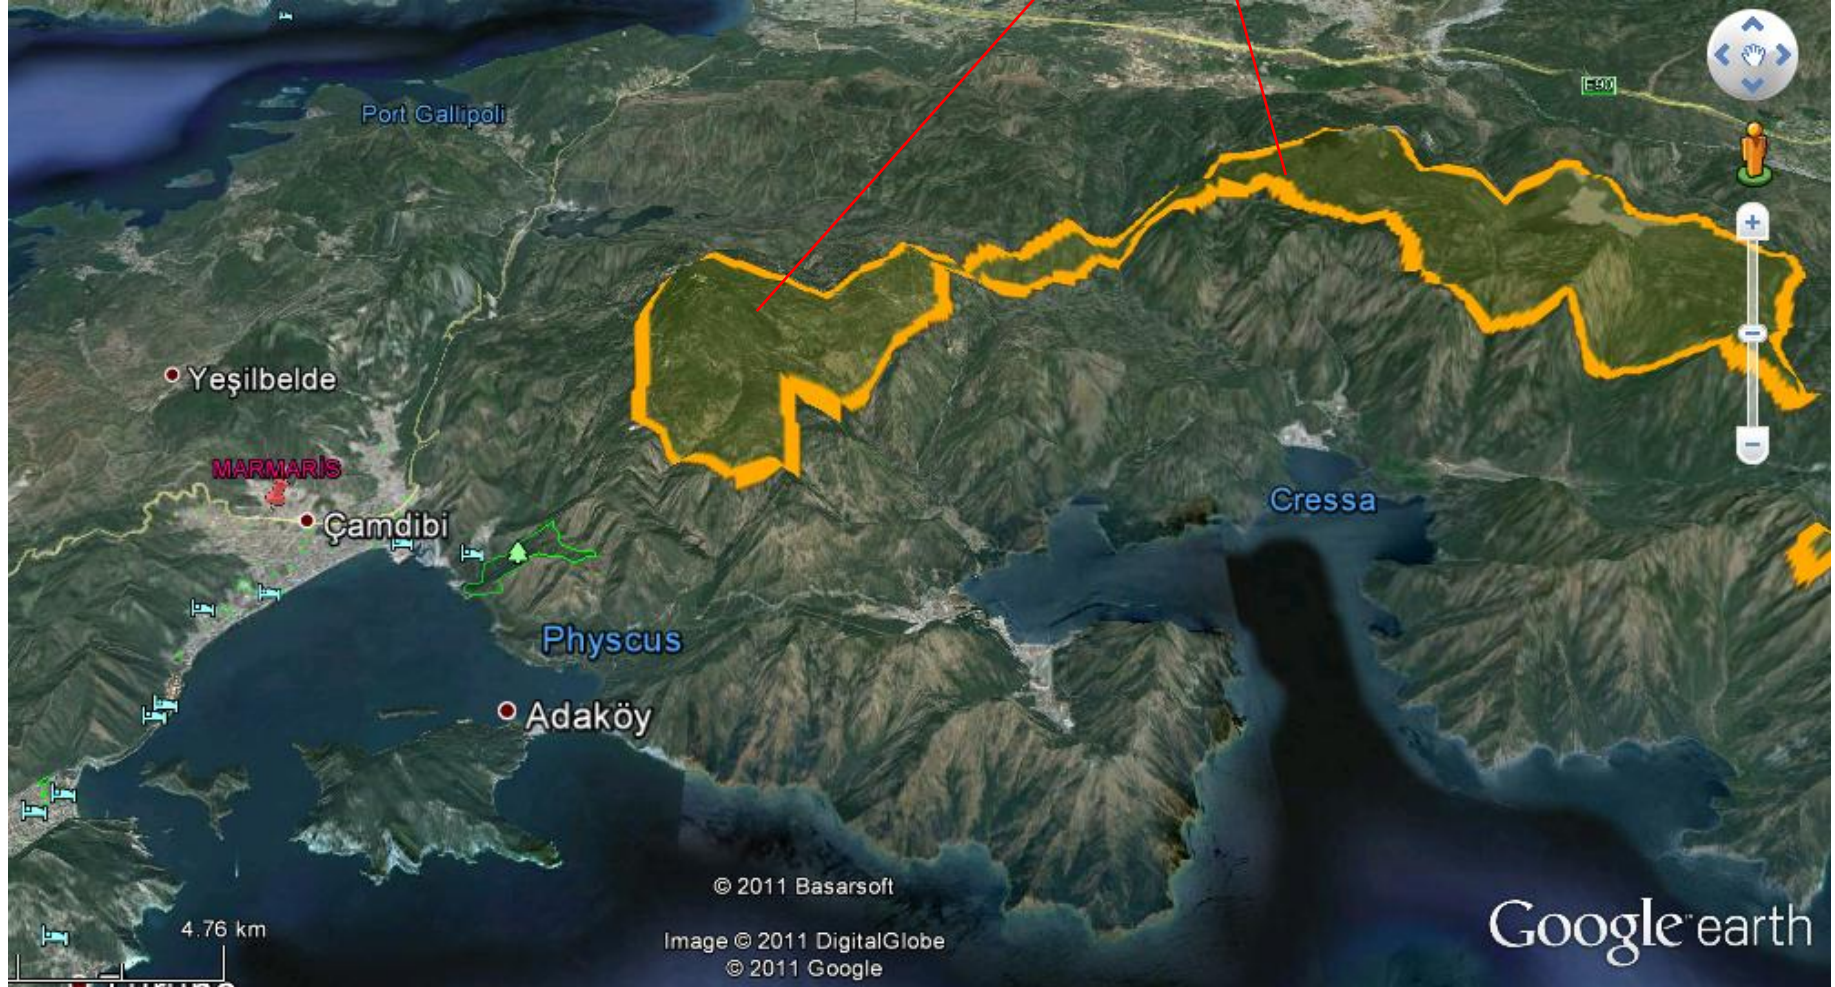 Port Gallipoli
E90
Yeşilbelde
MARMARİS
Çamdibi
Cressa
Physcus
Adaköy
© 2011 Basarsoft
4.76 km
Image © 2011 DigitalGlobe
© 2011 Google
Google earth